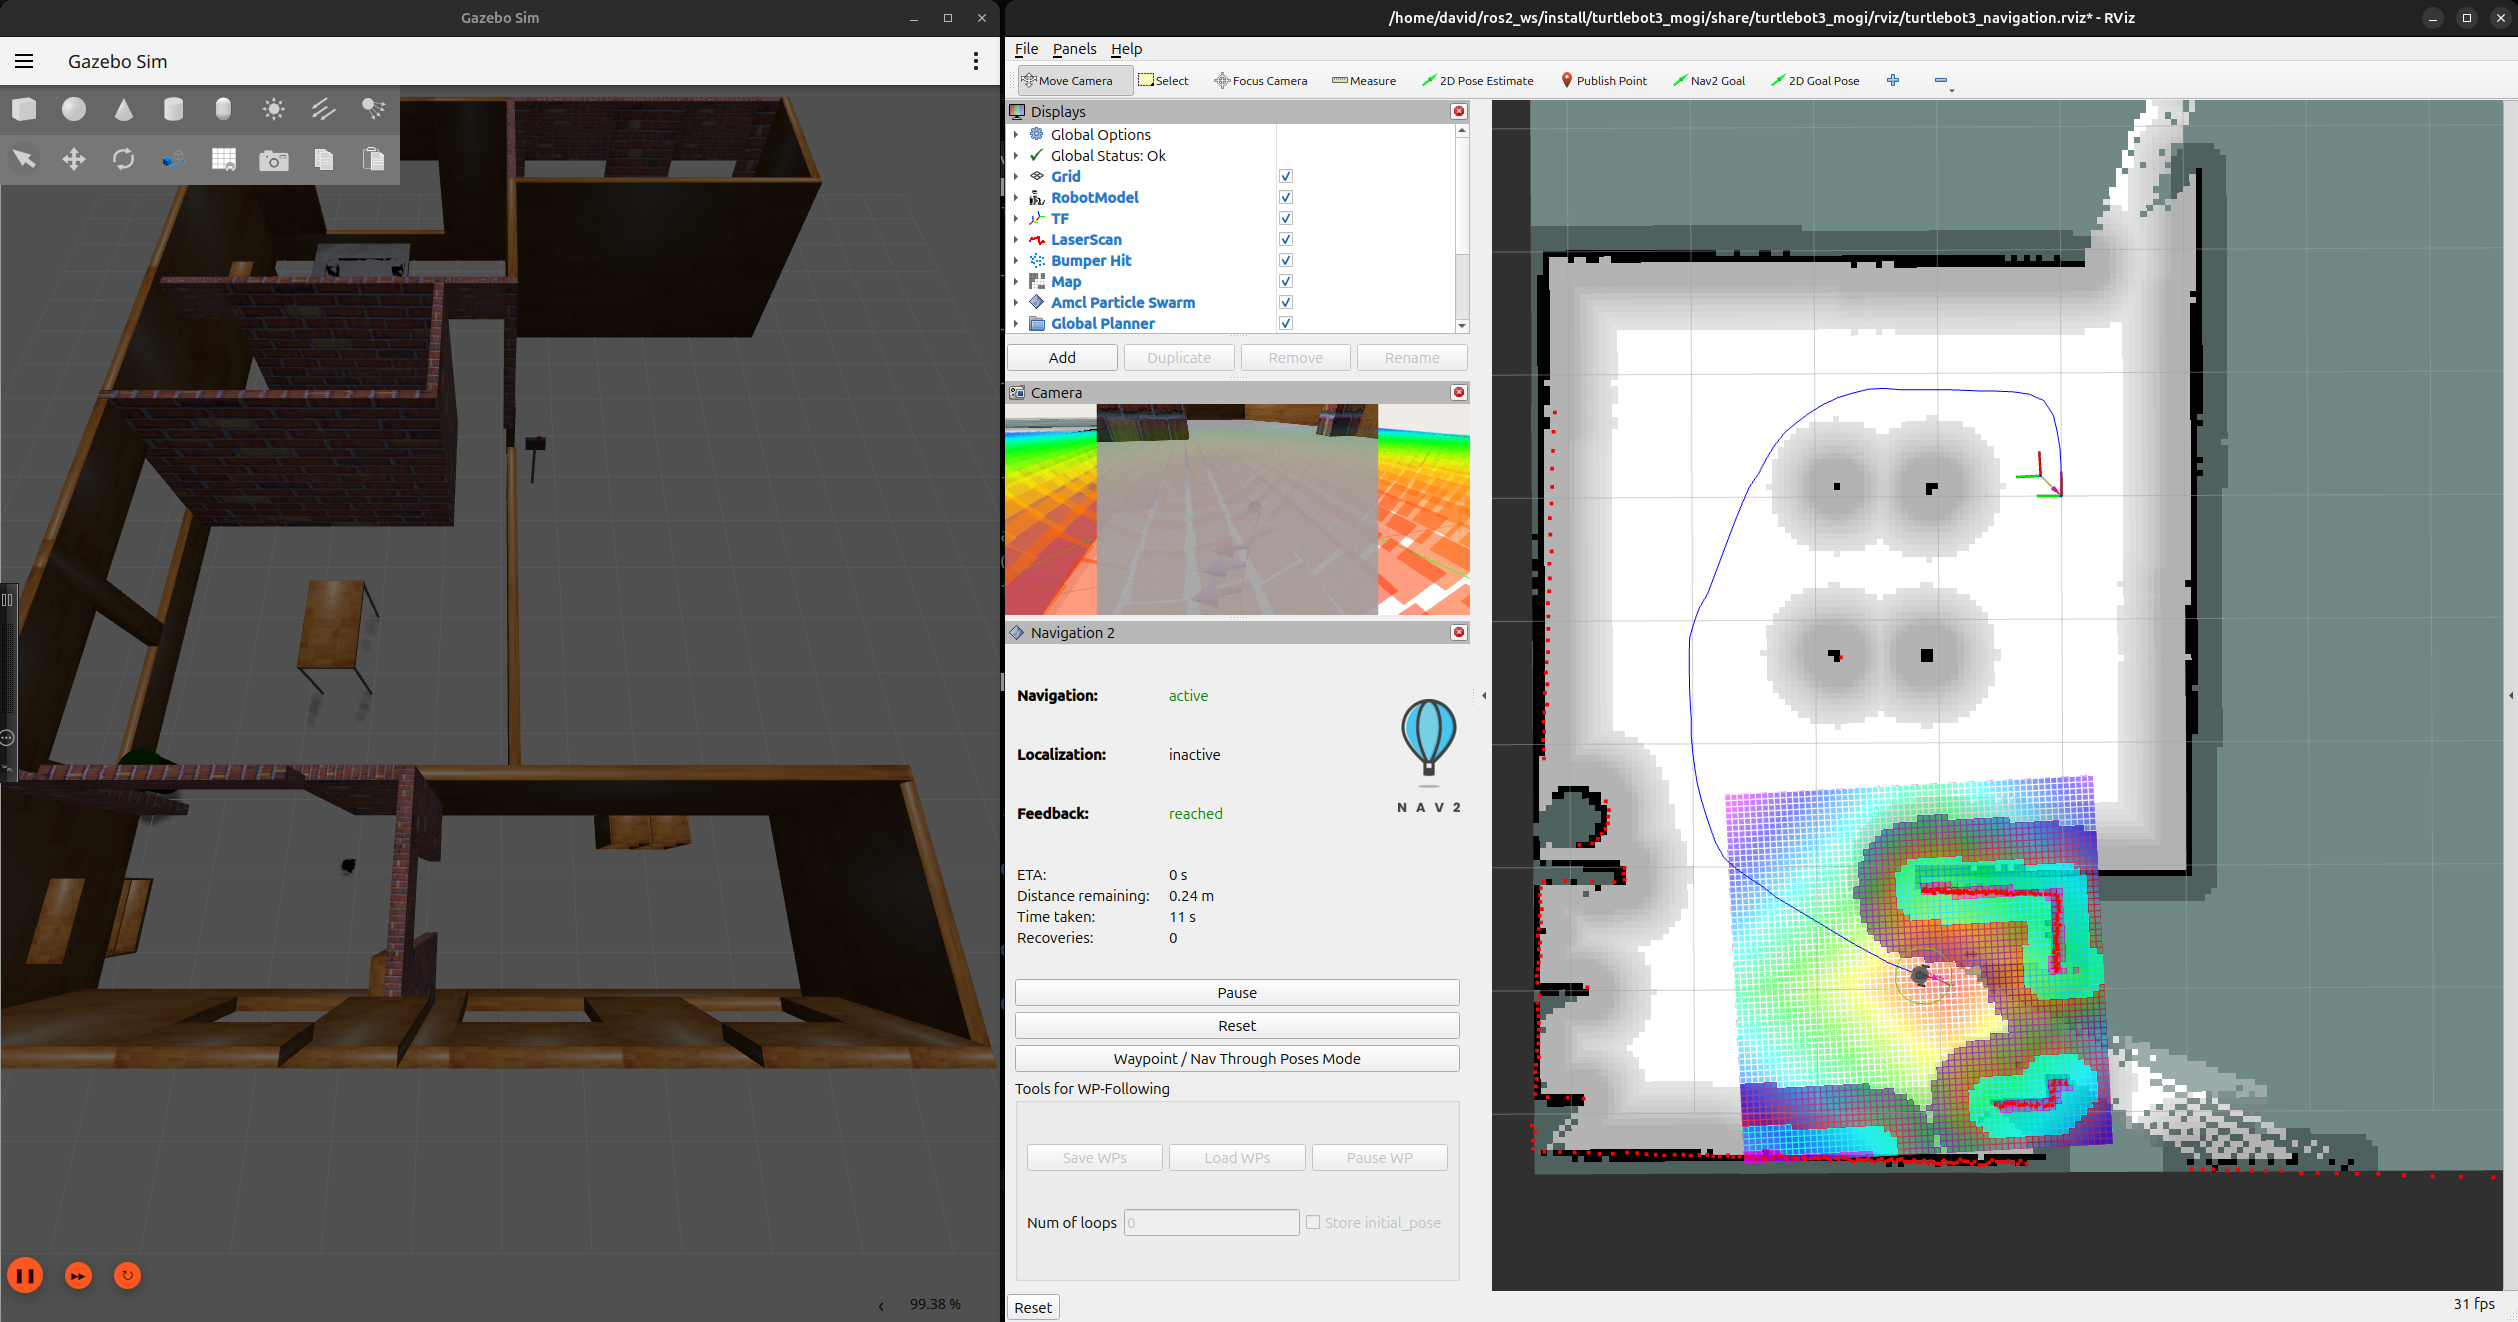 Gazebo Sim
Gazebo Sim
99.38 %
/home/david/ros2_ws/install/turtlebot3_mogi/share/turtlebot3_mogi/rviz/turtlebot3_navigation.rviz* - RViz
File Panels Help
Move Camera Select Focus Camera Measure 2D Pose Estimate Publish Point Nav2 Goal 2D Goal Pose
Displays
Global Options
Global Status: Ok
Grid
RobotModel
TF
LaserScan
Bumper Hit
Map
Amcl Particle Swarm
Global Planner
Add Duplicate Remove Rename
Camera
Navigation 2
Navigation: active
Localization: inactive
Feedback: reached
NAV2
ETA: 0 s
Distance remaining: 0.24 m
Time taken: 11 s
Recoveries: 0
Pause
Reset
Waypoint / Nav Through Poses Mode
Tools for WP-Following
Save WPs Load WPs Pause WP
Num of loops 0 Store initial_pose
Reset
31 fps